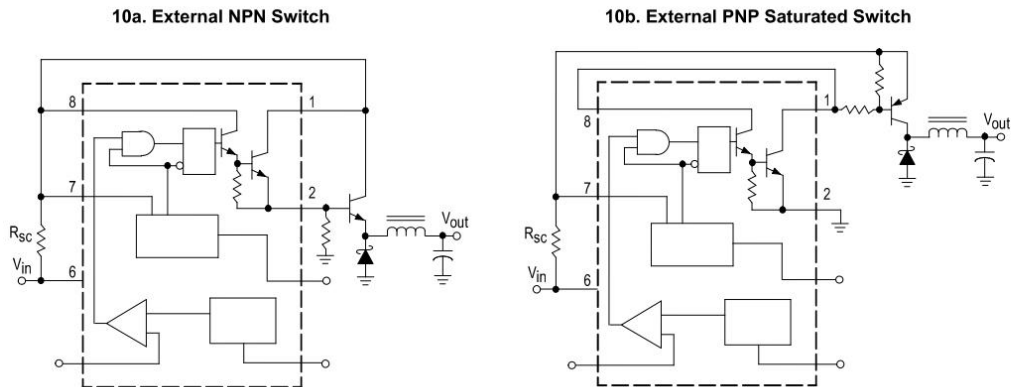 10a. External NPN Switch
8
1
7
2
Rsc
Vin
6
Vout
10b. External PNP Saturated Switch
8
1
7
2
Rsc
Vin
6
Vout